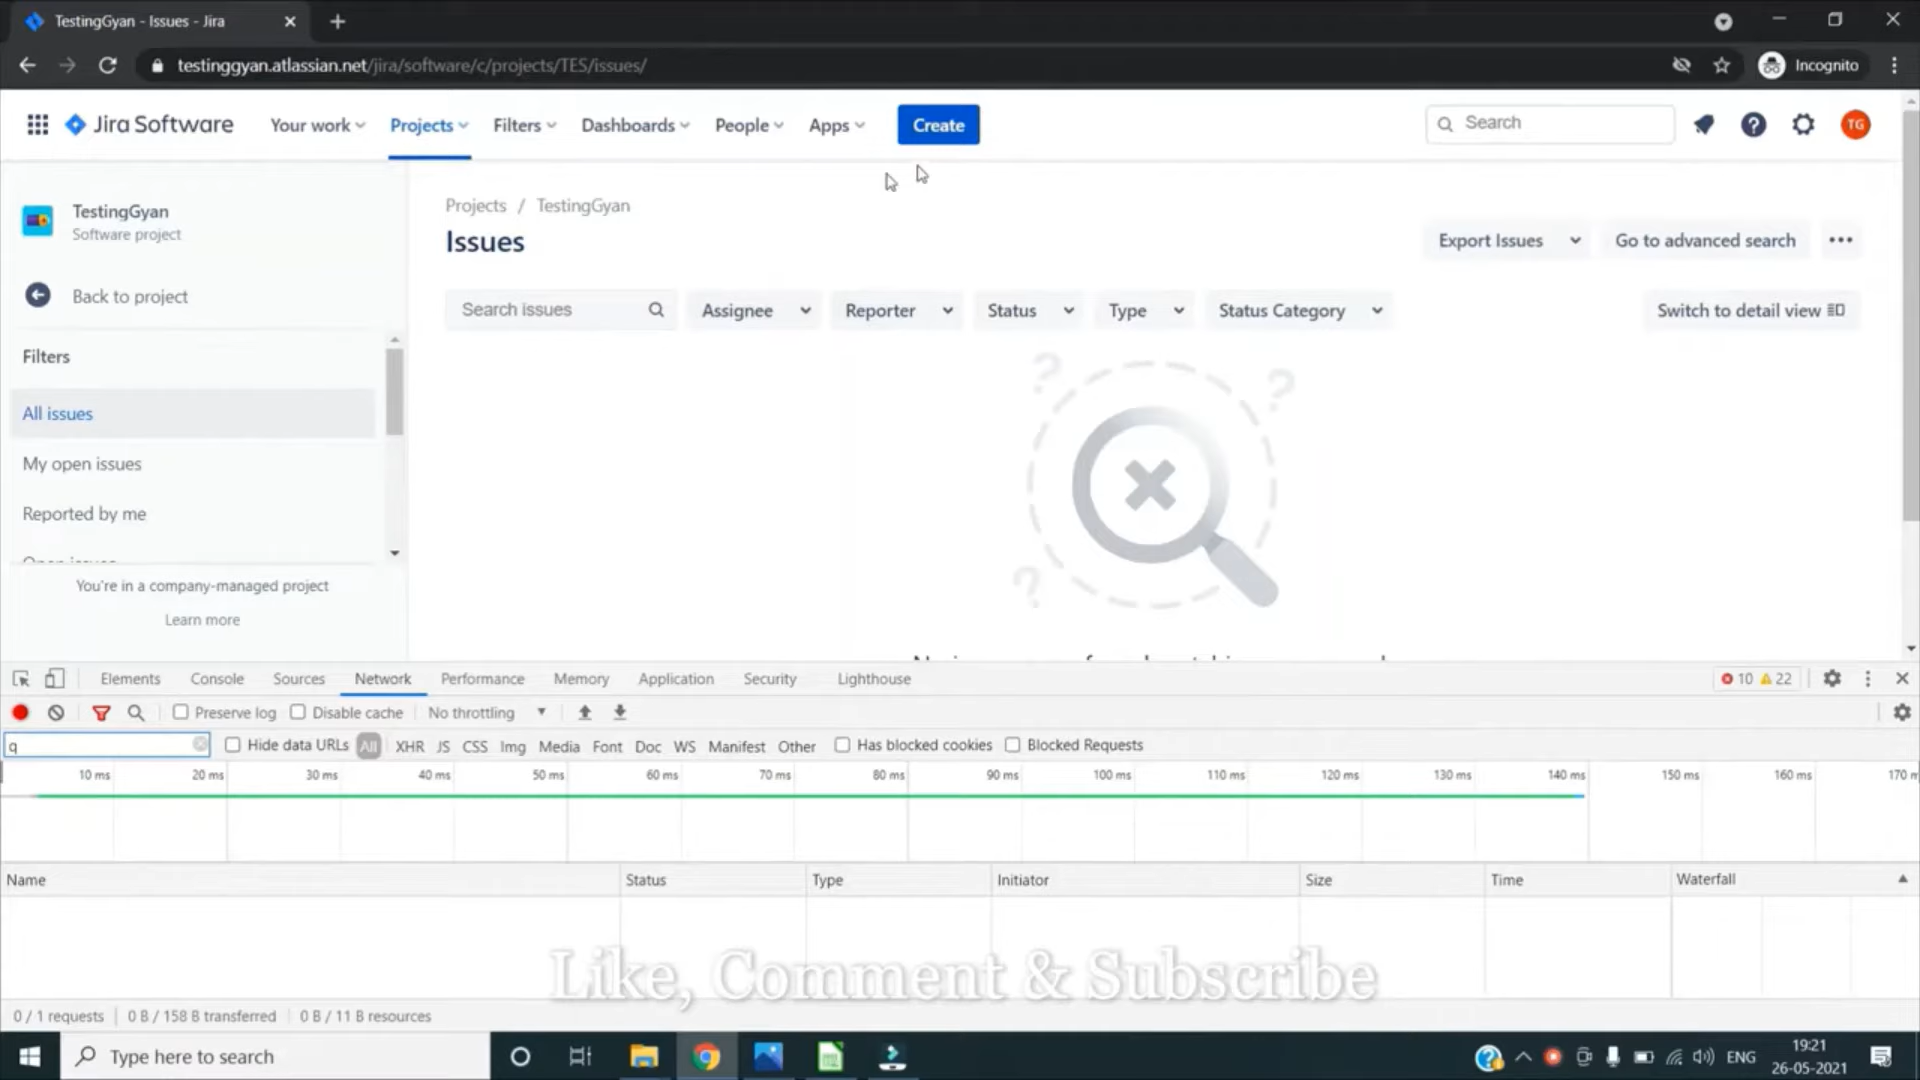 TestingGyan - Issues - Jira
testinggyan.atlassian.net/jira/software/c/projects/TES/issues/
Incognito
Jira Software
Your work
Projects
Filters
Dashboards
People
Apps
Create
Search
TG
TestingGyan
Software project
Back to project
Filters
All issues
My open issues
Reported by me
Open issues
You're in a company-managed project
Learn more
Projects / TestingGyan
Issues
Export Issues
Go to advanced search
Search issues
Assignee
Reporter
Status
Type
Status Category
Switch to detail view
Elements
Console
Sources
Network
Performance
Memory
Application
Security
Lighthouse
10
22
Preserve log
Disable cache
No throttling
q
Hide data URLs
All
XHR
JS
CSS
Img
Media
Font
Doc
WS
Manifest
Other
Has blocked cookies
Blocked Requests
10 ms
20 ms
30 ms
40 ms
50 ms
60 ms
70 ms
80 ms
90 ms
100 ms
110 ms
120 ms
130 ms
140 ms
150 ms
160 ms
170 m
Name
Status
Type
Initiator
Size
Time
Waterfall
Like, Comment & Subscribe
0 / 1 requests
0 B / 158 B transferred
0 B / 11 B resources
Type here to search
ENG
19:21
26-05-2021